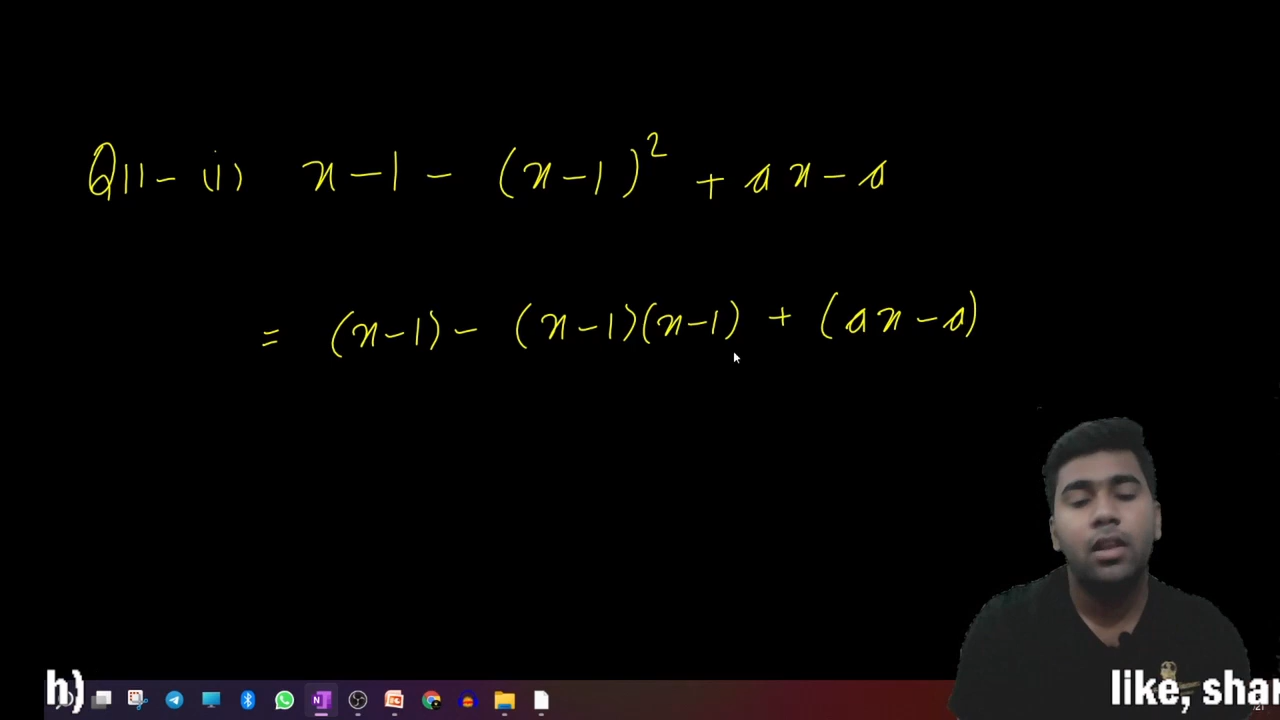 Q11- (i) x-1 - (x-1)² + ax-a
= (x-1) - (x-1)(x-1) + (ax-a)
h)
like, shar